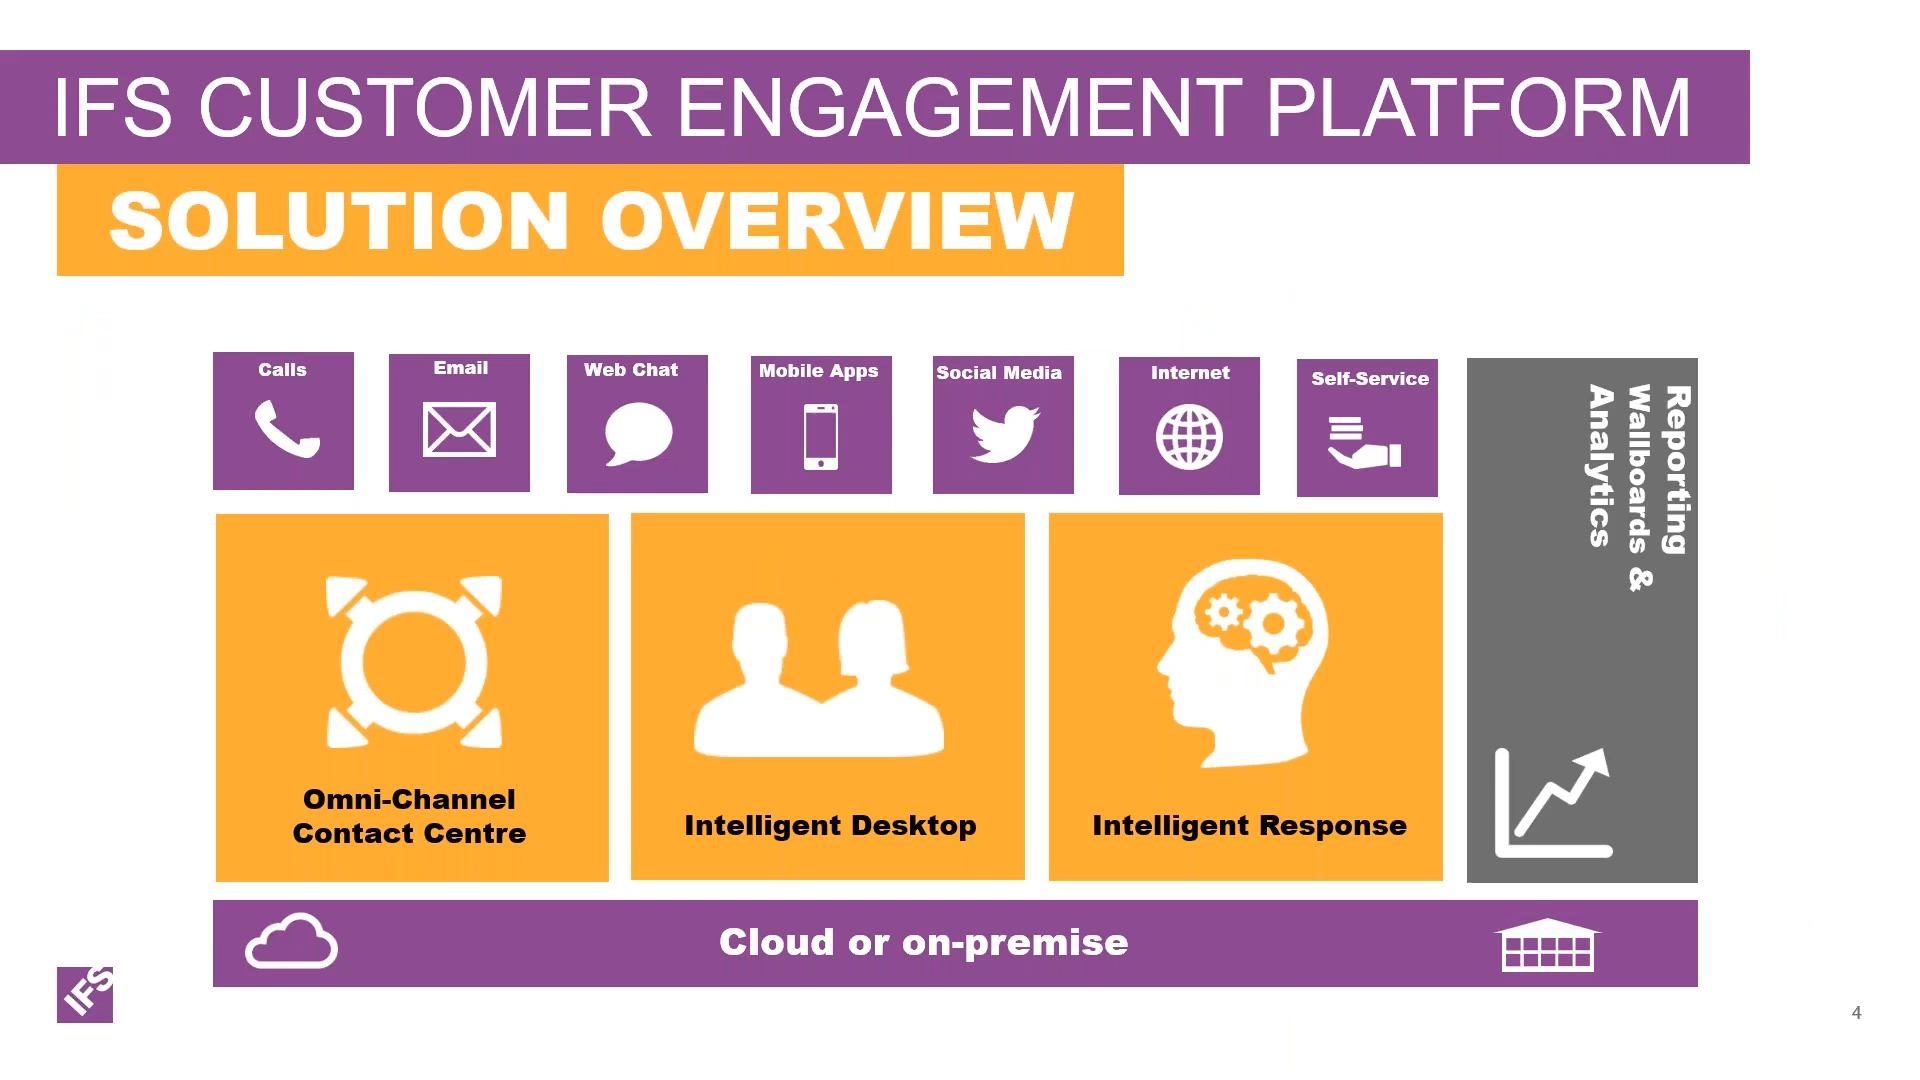 IFS CUSTOMER ENGAGEMENT PLATFORM
SOLUTION OVERVIEW
Calls
Email
Web Chat
Mobile Apps
Social Media
Internet
Self-Service
Reporting
Wallboards &
Analytics
Omni-Channel
Contact Centre
Intelligent Desktop
Intelligent Response
Cloud or on-premise
IFS
4